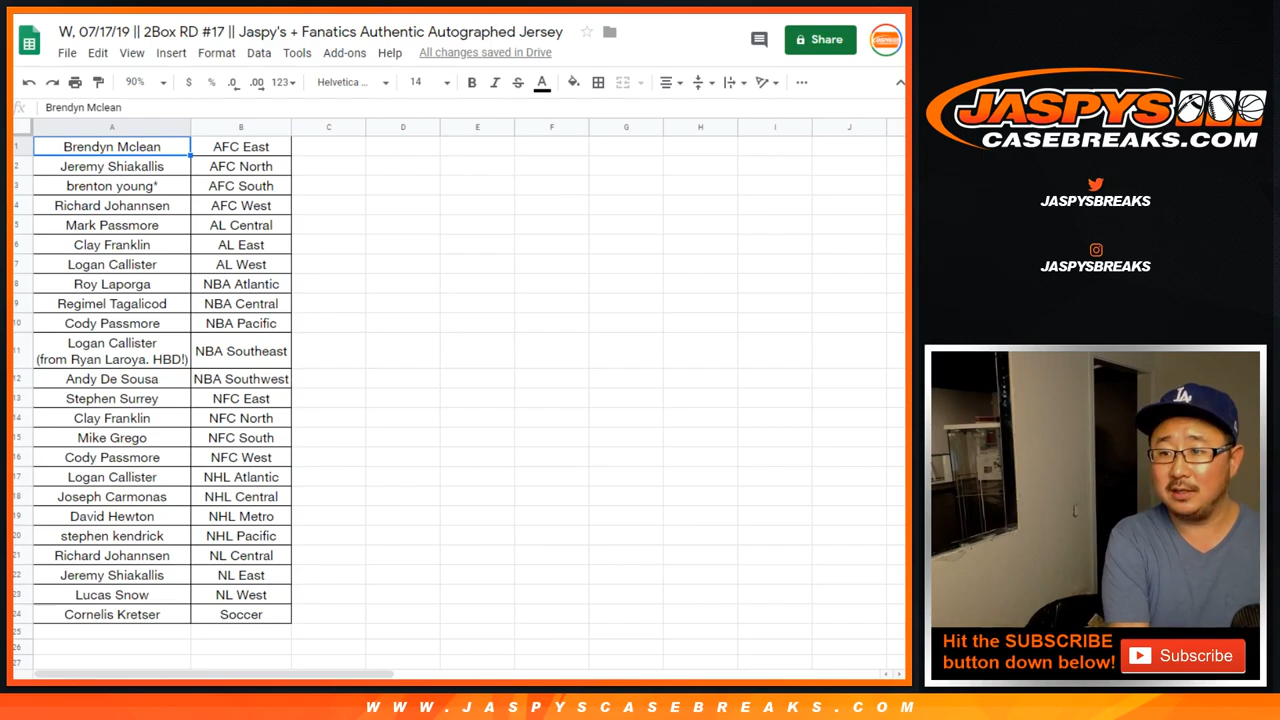 W, 07/17/19 || 2Box RD #17 || Jaspy's + Fanatics Authentic Autographed Jersey
File Edit View Insert Format Data Tools Add-ons Help All changes saved in Drive
Share
90% $ % .0 .00 123 Helvetica ... 14 B I S A
fx Brendyn Mclean
A B C D E F G H I J
1 Brendyn Mclean AFC East
2 Jeremy Shiakallis AFC North
3 brenton young* AFC South
4 Richard Johannsen AFC West
5 Mark Passmore AL Central
6 Clay Franklin AL East
7 Logan Callister AL West
8 Roy Laporga NBA Atlantic
9 Regimel Tagalicod NBA Central
10 Cody Passmore NBA Pacific
11 Logan Callister
(from Ryan Laroya. HBD!) NBA Southeast
12 Andy De Sousa NBA Southwest
13 Stephen Surrey NFC East
14 Clay Franklin NFC North
15 Mike Grego NFC South
16 Cody Passmore NFC West
17 Logan Callister NHL Atlantic
18 Joseph Carmonas NHL Central
19 David Hewton NHL Metro
20 stephen kendrick NHL Pacific
21 Richard Johannsen NL Central
22 Jeremy Shiakallis NL East
23 Lucas Snow NL West
24 Cornelis Kretser Soccer
25
26
27
JASPYS
CASEBREAKS.COM
JASPYSBREAKS
JASPYSBREAKS
LA
Hit the SUBSCRIBE
button down below!
Subscribe
WWW.JASPYSCASEBREAKS.COM